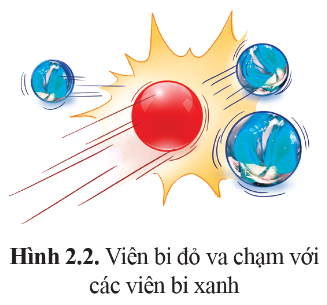 Hình 2.2. Viên bi đỏ va chạm với
các viên bi xanh